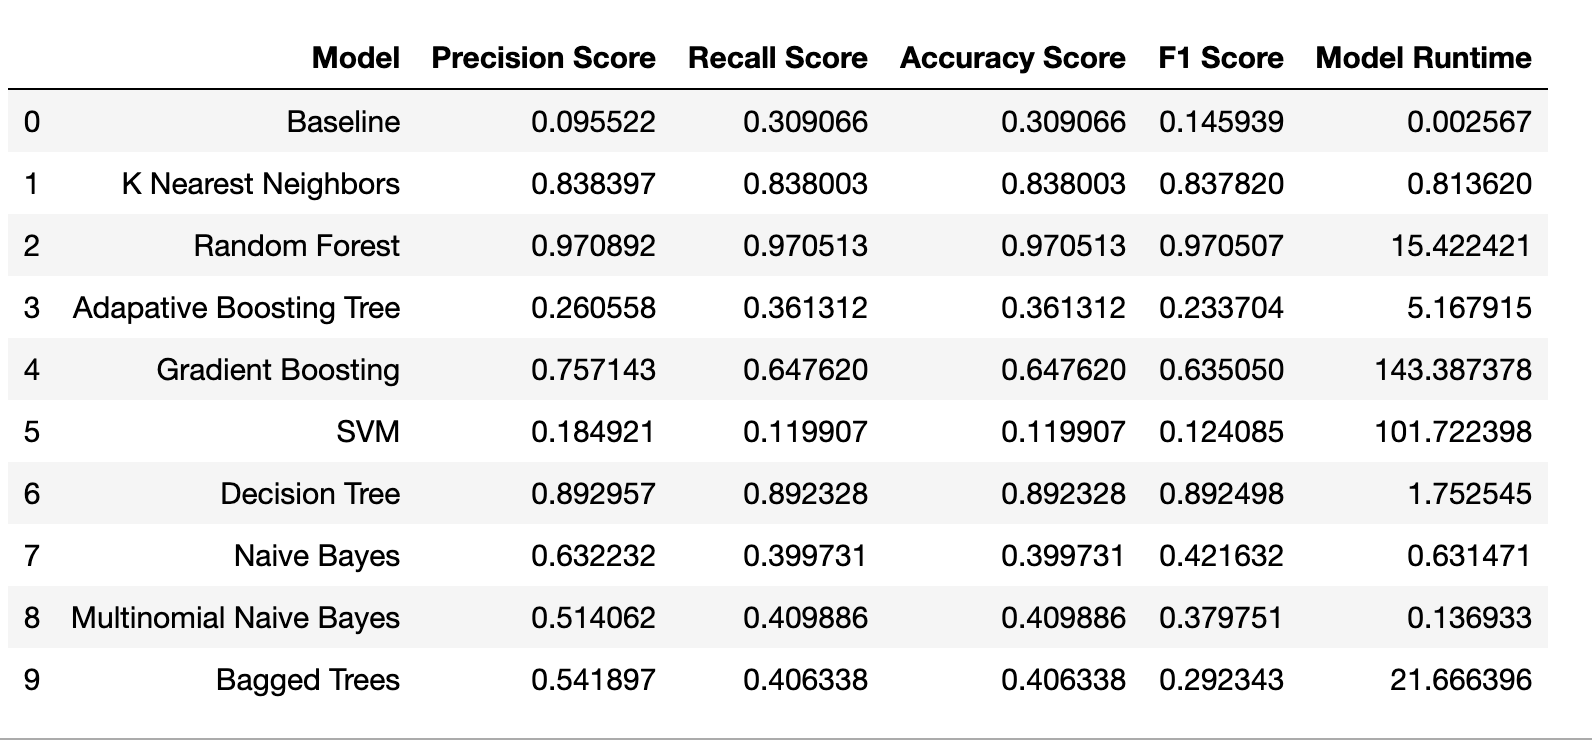 Model Precision Score Recall Score Accuracy Score F1 Score Model Runtime
0 Baseline 0.095522 0.309066 0.309066 0.145939 0.002567
1 K Nearest Neighbors 0.838397 0.838003 0.838003 0.837820 0.813620
2 Random Forest 0.970892 0.970513 0.970513 0.970507 15.422421
3 Adapative Boosting Tree 0.260558 0.361312 0.361312 0.233704 5.167915
4 Gradient Boosting 0.757143 0.647620 0.647620 0.635050 143.387378
5 SVM 0.184921 0.119907 0.119907 0.124085 101.722398
6 Decision Tree 0.892957 0.892328 0.892328 0.892498 1.752545
7 Naive Bayes 0.632232 0.399731 0.399731 0.421632 0.631471
8 Multinomial Naive Bayes 0.514062 0.409886 0.409886 0.379751 0.136933
9 Bagged Trees 0.541897 0.406338 0.406338 0.292343 21.666396